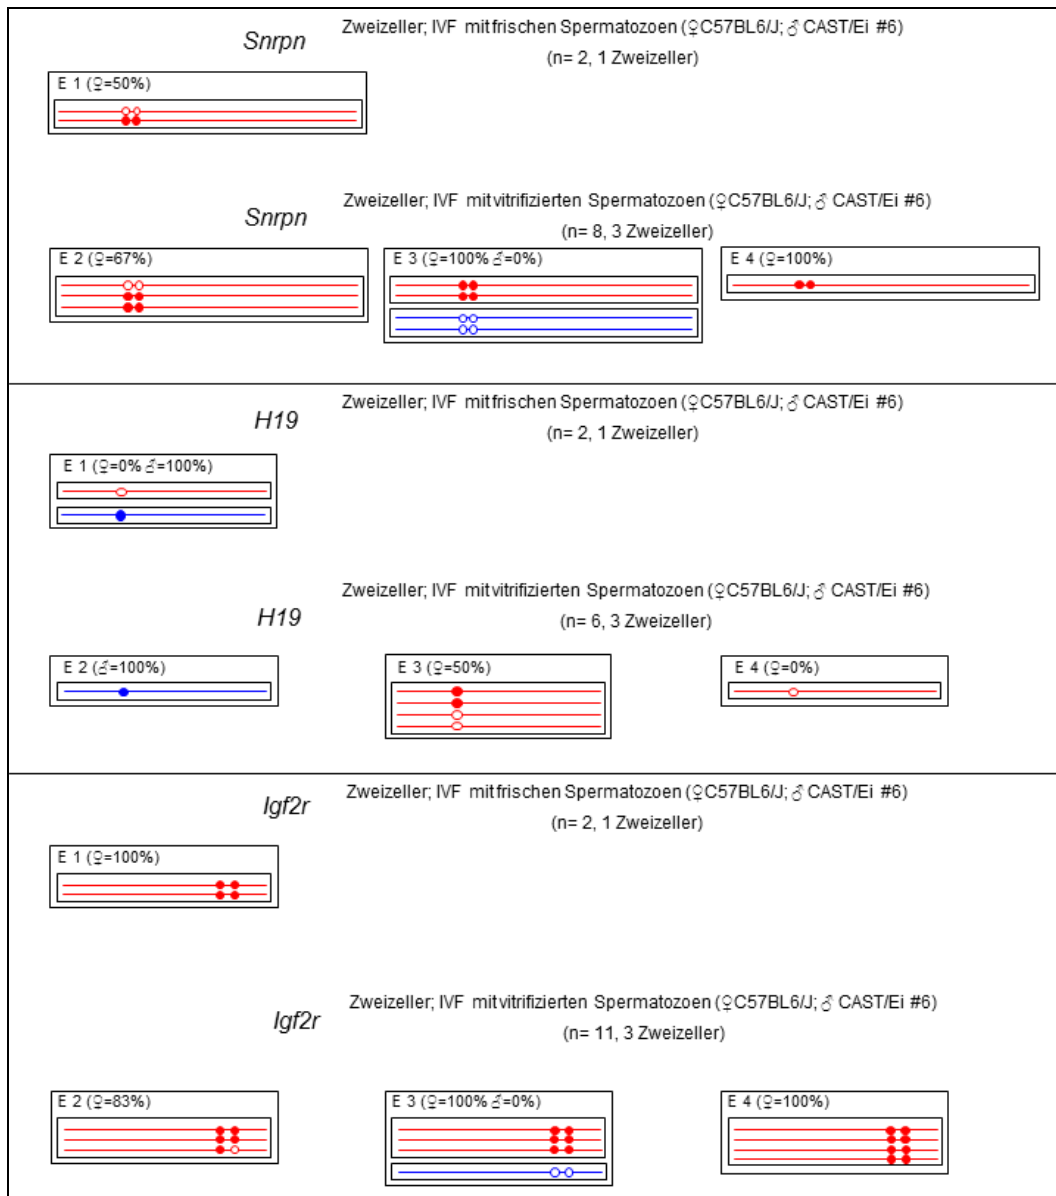 Snrpn
Zweizeller; IVF mit frischen Spermatozoen (♀C57BL6/J; ♂ CAST/Ei #6)
(n= 2, 1 Zweizeller)
E 1 (♀=50%)
Snrpn
Zweizeller; IVF mit vitrifizierten Spermatozoen (♀C57BL6/J; ♂ CAST/Ei #6)
(n= 8, 3 Zweizeller)
E 2 (♀=67%)
E 3 (♀=100% ♂=0%)
E 4 (♀=100%)
H19
Zweizeller; IVF mit frischen Spermatozoen (♀C57BL6/J; ♂ CAST/Ei #6)
(n= 2, 1 Zweizeller)
E 1 (♀=0% ♂=100%)
H19
Zweizeller; IVF mit vitrifizierten Spermatozoen (♀C57BL6/J; ♂ CAST/Ei #6)
(n= 6, 3 Zweizeller)
E 2 (♂=100%)
E 3 (♀=50%)
E 4 (♀=0%)
Igf2r
Zweizeller; IVF mit frischen Spermatozoen (♀C57BL6/J; ♂ CAST/Ei #6)
(n= 2, 1 Zweizeller)
E 1 (♀=100%)
Igf2r
Zweizeller; IVF mit vitrifizierten Spermatozoen (♀C57BL6/J; ♂ CAST/Ei #6)
(n= 11, 3 Zweizeller)
E 2 (♀=83%)
E 3 (♀=100% ♂=0%)
E 4 (♀=100%)